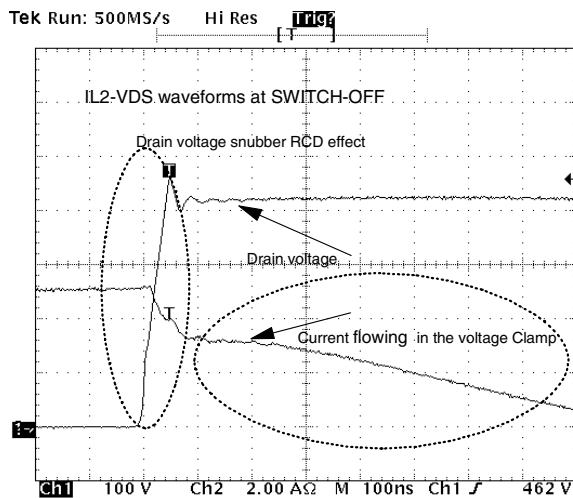 Tek Run: 500MS/s Hi Res Trig?
[ T ]
IL2-VDS waveforms at SWITCH-OFF
Drain voltage snubber RCD effect
T
Drain voltage
T
Current flowing in the voltage Clamp
1→
Ch1 100 V Ch2 2.00 AΩ M 100ns Ch1 ʃ 462 V